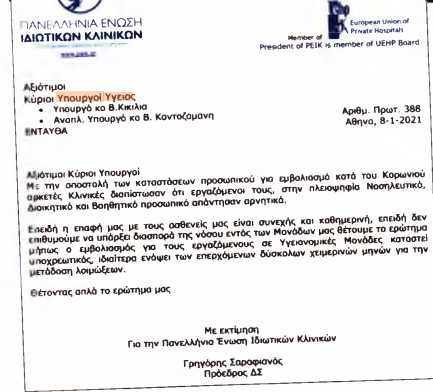 ΠΑΝΕΛΛΗΝΙΑ ΕΝΩΣΗ
ΙΔΙΩΤΙΚΩΝ ΚΛΙΝΙΚΩΝ
European Union of
Private Hospitals
Member of
President of PEIK is member of UEHP Board
Αξιότιμοι
Κύριοι Υπουργοί Υγείας
• Υπουργό κο Β.Κικίλια
• Αναπλ. Υπουργό κο Β. Κοντοζαμάνη
ΕΝΤΑΥΘΑ
Αριθμ. Πρωτ. 388
Αθήνα, 8-1-2021
Αξιότιμοι Κύριοι Υπουργοί
Με την αποστολή των καταστάσεων προσωπικού για εμβολιασμό κατά του Κορωνιού
αρκετές Κλινικές διαπίστωσαν ότι εργαζόμενοι τους, στην πλειοψηφία Νοσηλευτικό,
Διοικητικό και Βοηθητικό προσωπικό απάντησαν αρνητικά.
Επειδή η επαφή μας με τους ασθενείς μας είναι συνεχής και καθημερινή, επειδή δεν
επιθυμούμε να υπάρξει διασπορά της νόσου εντός των Μονάδων μας θέτουμε το ερώτημα
μήπως ο εμβολιασμός για τους εργαζόμενους σε Υγειονομικές Μονάδες καταστεί
υποχρεωτικός, ιδιαίτερα ενόψει των επερχόμενων δύσκολων χειμερινών μηνών για την
μετάδοση λοιμώξεων.
Θέτοντας απλά το ερώτημα μας
Με εκτίμηση
Για την Πανελλήνια Ένωση Ιδιωτικών Κλινικών
Γρηγόρης Σαραφιανός
Πρόεδρος ΔΣ